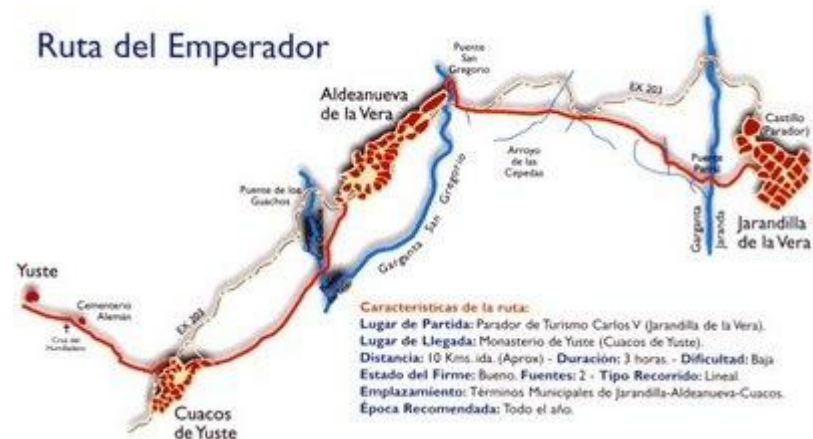 Ruta del Emperador
Puente
San
Gregorio
EX 203
Aldeanueva
de la Vera
Castillo
(Parador)
Arroyo
de las
Cepedas
Puente
Garganta
Jaranda
Jarandilla
de la Vera
Puente de los
Guachos
Garganta San Gregorio
Yuste
Cementerio
Alemán
Cruz del
Humilladero
EX 203
Cuacos
de Yuste
Características de la ruta:
Lugar de Partida: Parador de Turismo Carlos V (Jarandilla de la Vera).
Lugar de Llegada: Monasterio de Yuste (Cuacos de Yuste).
Distancia: 10 Kms. ida. (Aprox) - Duración: 3 horas. - Dificultad: Baja
Estado del Firme: Bueno. Fuentes: 2 - Tipo Recorrido: Lineal
Emplazamiento: Términos Municipales de Jarandilla-Aldeanueva-Cuacos.
Época Recomendada: Todo el año.